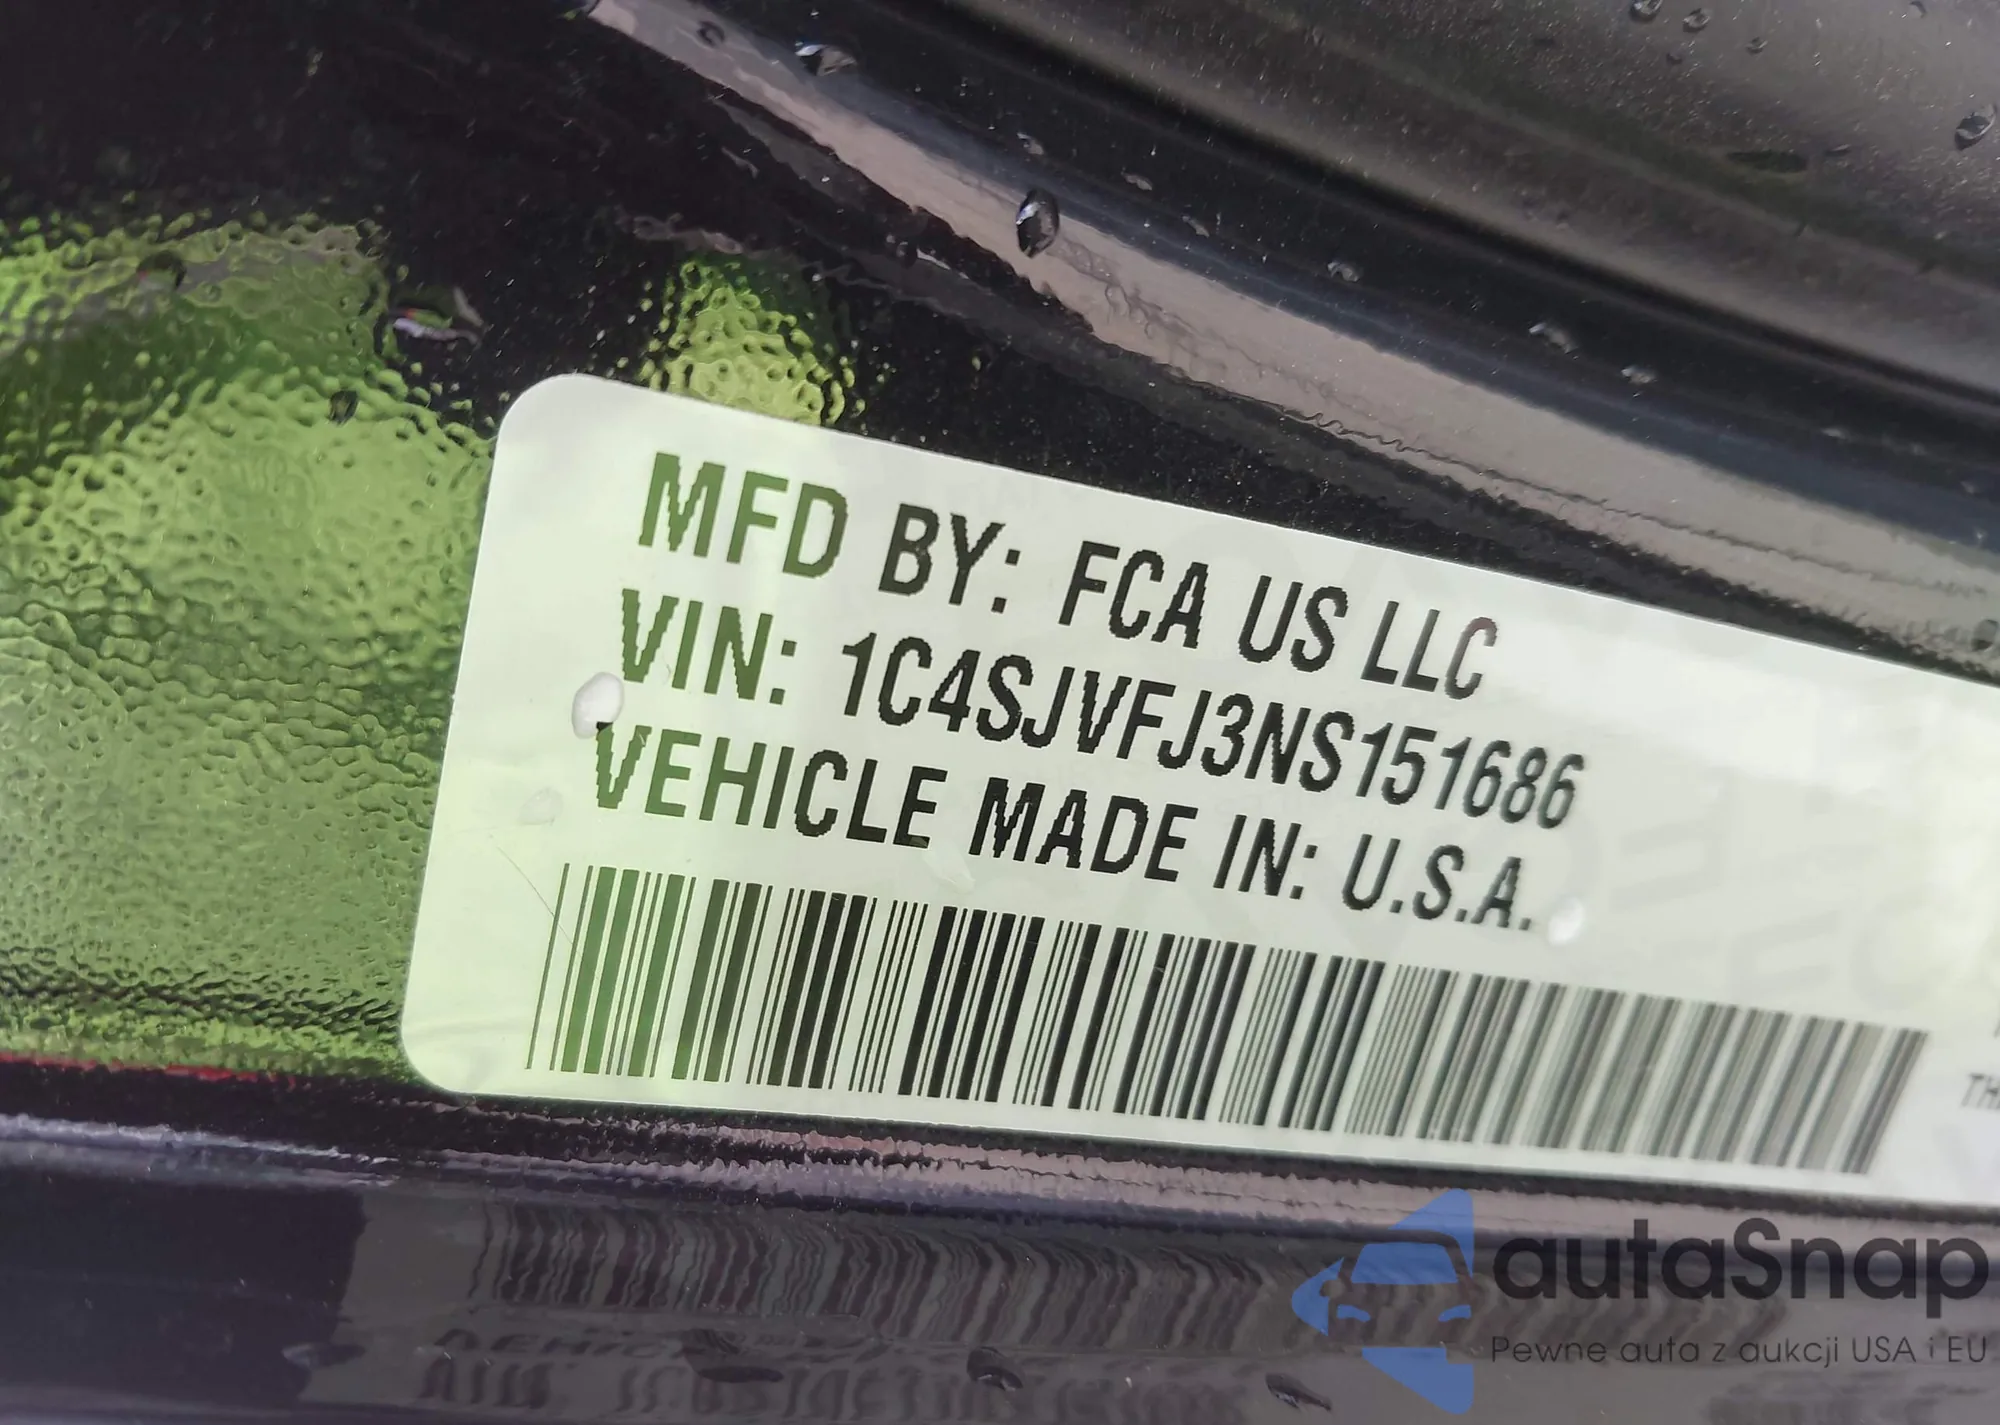 MFD BY: FCA US LLC
VIN: 1C4SJVFJ3NS151686
VEHICLE MADE IN: U.S.A.
autaSnap
Pewne auta z aukcji USA i EU